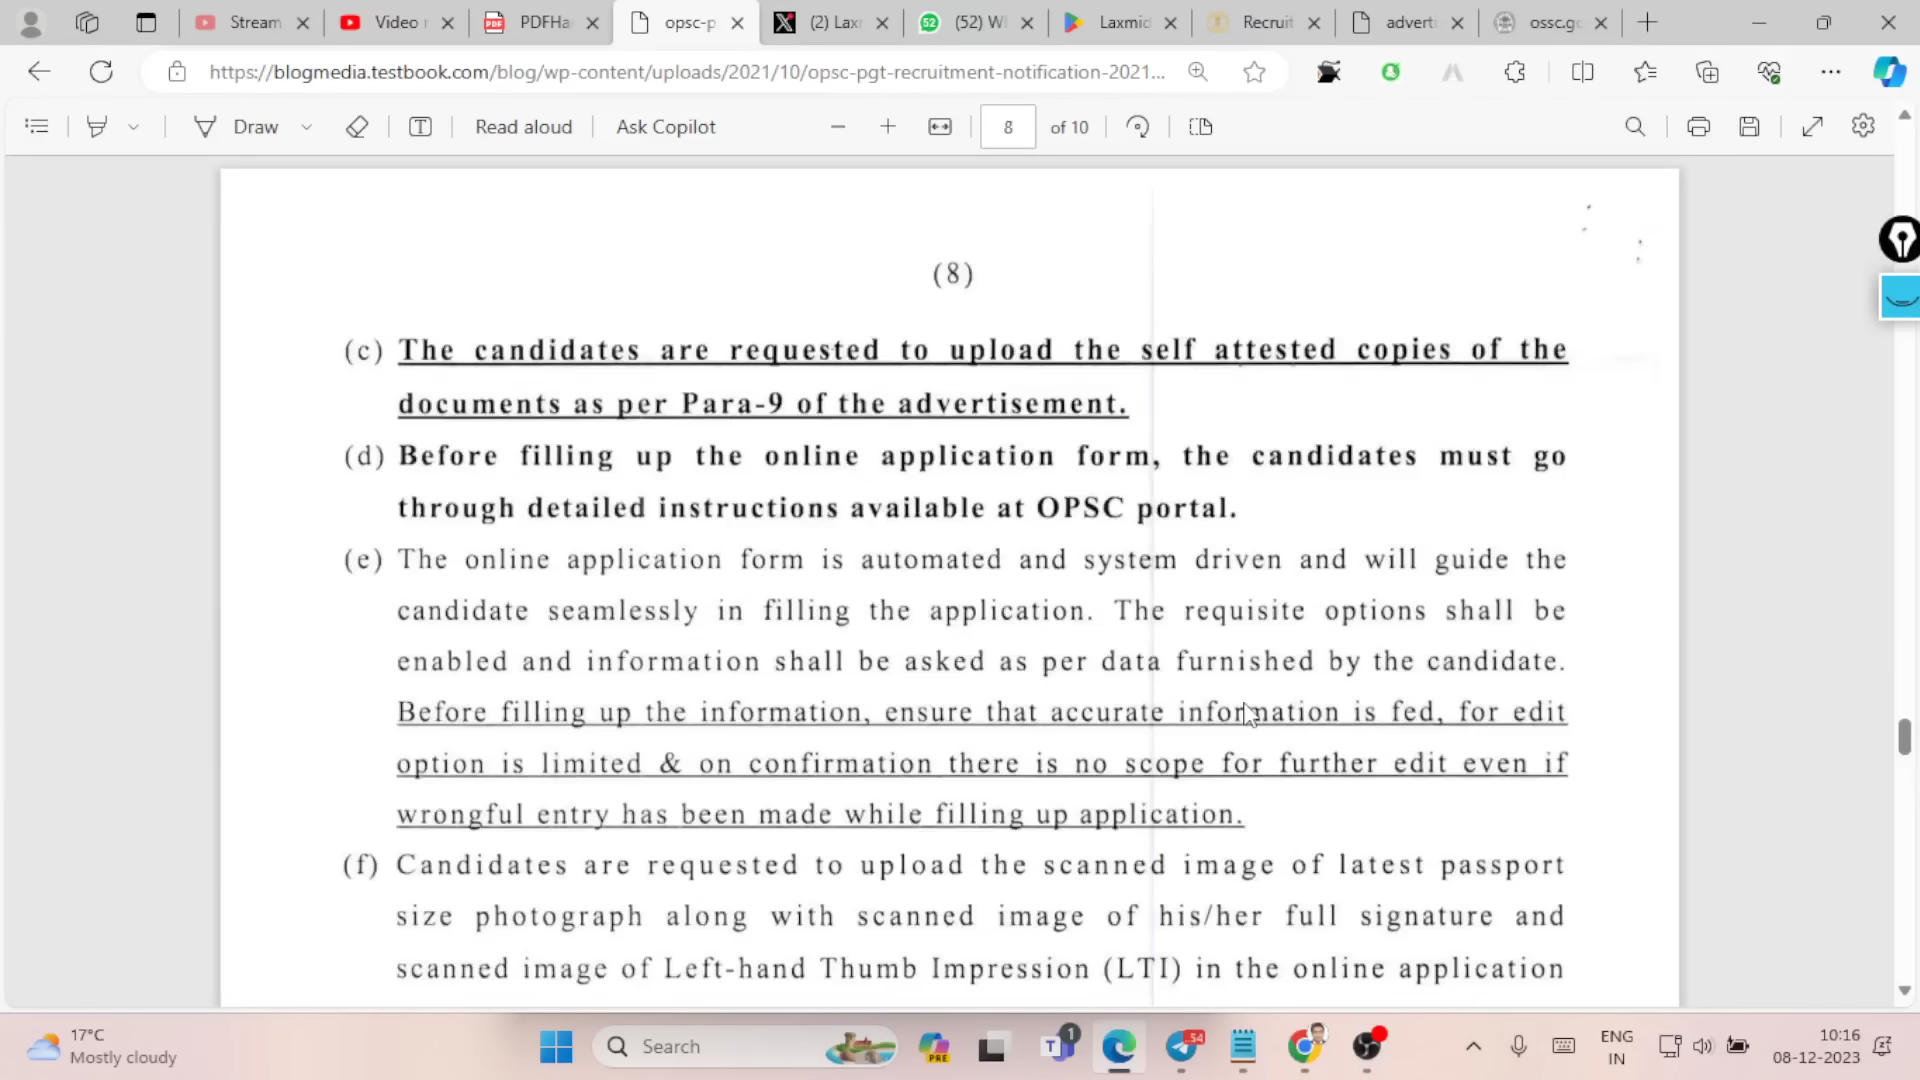 Stream
Video r
PDFHa
opsc-p
(2) Lax
(52) W
Laxmid
Recruit
advert
ossc.g
https://blogmedia.testbook.com/blog/wp-content/uploads/2021/10/opsc-pgt-recruitment-notification-2021...
Draw
Read aloud
Ask Copilot
8
of 10
(8)
(c) The candidates are requested to upload the self attested copies of the
documents as per Para-9 of the advertisement.
(d) Before filling up the online application form, the candidates must go
through detailed instructions available at OPSC portal.
(e) The online application form is automated and system driven and will guide the
candidate seamlessly in filling the application. The requisite options shall be
enabled and information shall be asked as per data furnished by the candidate.
Before filling up the information, ensure that accurate information is fed, for edit
option is limited & on confirmation there is no scope for further edit even if
wrongful entry has been made while filling up application.
(f) Candidates are requested to upload the scanned image of latest passport
size photograph along with scanned image of his/her full signature and
scanned image of Left-hand Thumb Impression (LTI) in the online application
17°C
Mostly cloudy
Search
PRE
1
54
ENG
IN
10:16
08-12-2023